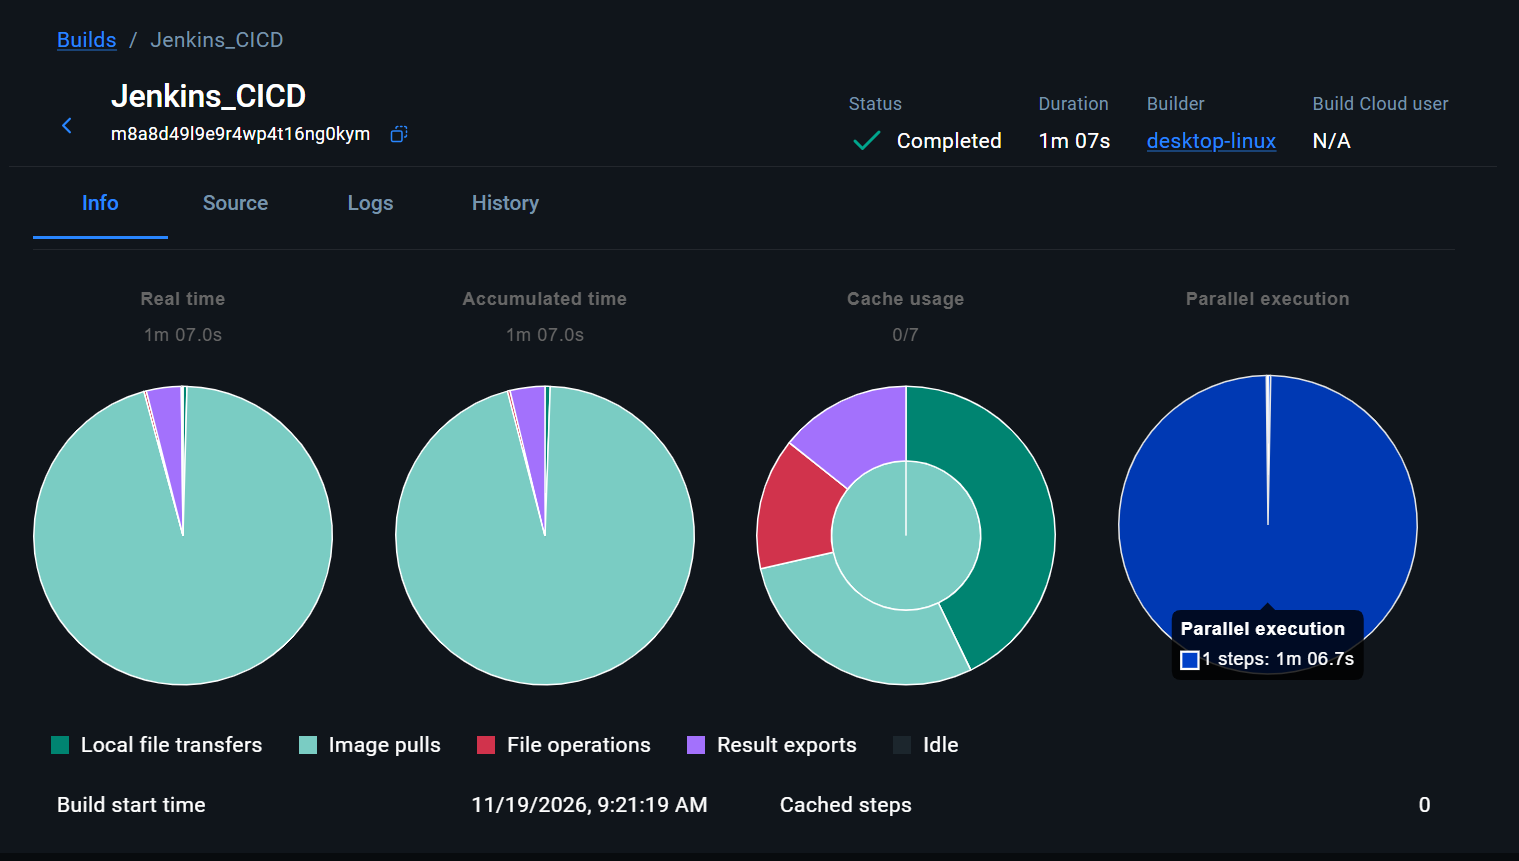 Builds / Jenkins_CICD
Jenkins_CICD
m8a8d49l9e9r4wp4t16ng0kym
Status Duration Builder Build Cloud user
Completed 1m 07s desktop-linux N/A
Info Source Logs History
Real time Accumulated time Cache usage Parallel execution
1m 07.0s 1m 07.0s 0/7
Parallel execution
1 steps: 1m 06.7s
Local file transfers Image pulls File operations Result exports Idle
Build start time 11/19/2026, 9:21:19 AM Cached steps 0